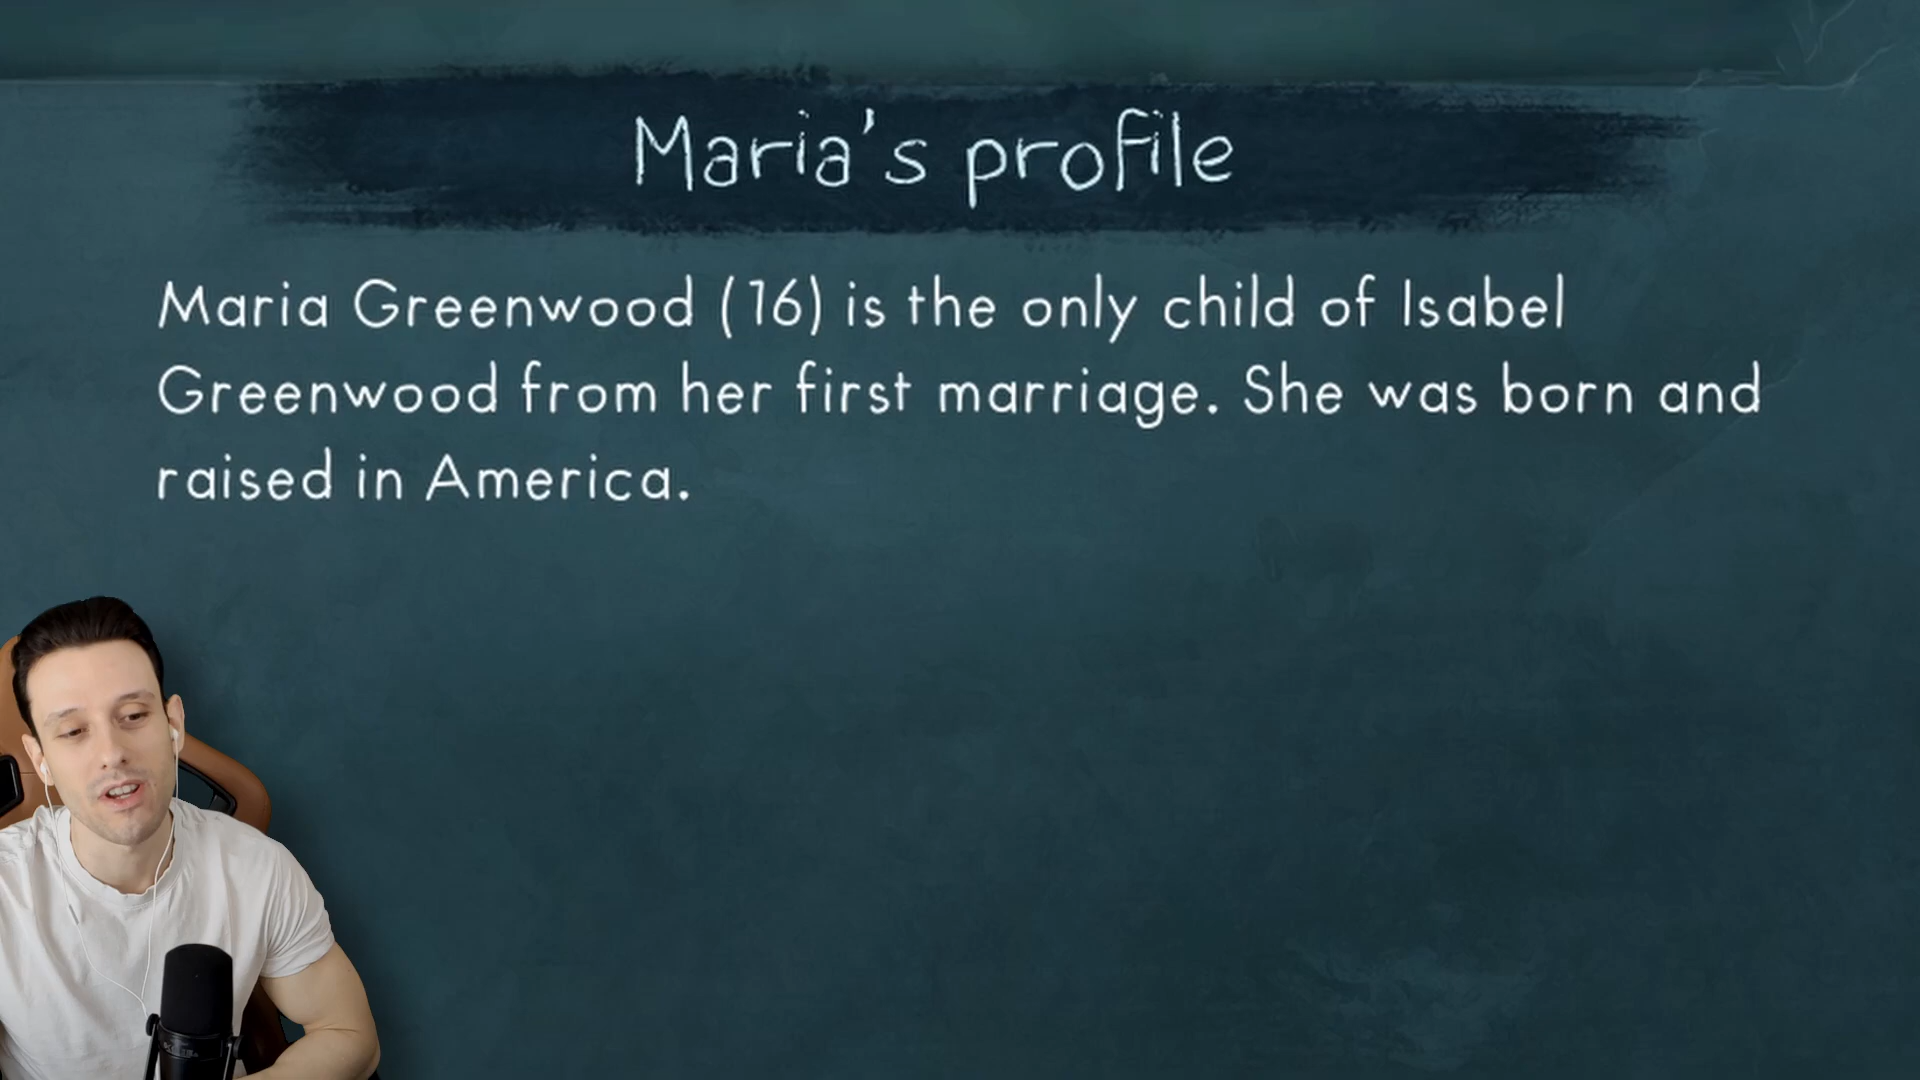 Maria's profile
Maria Greenwood (16) is the only child of Isabel
Greenwood from her first marriage. She was born and
raised in America.